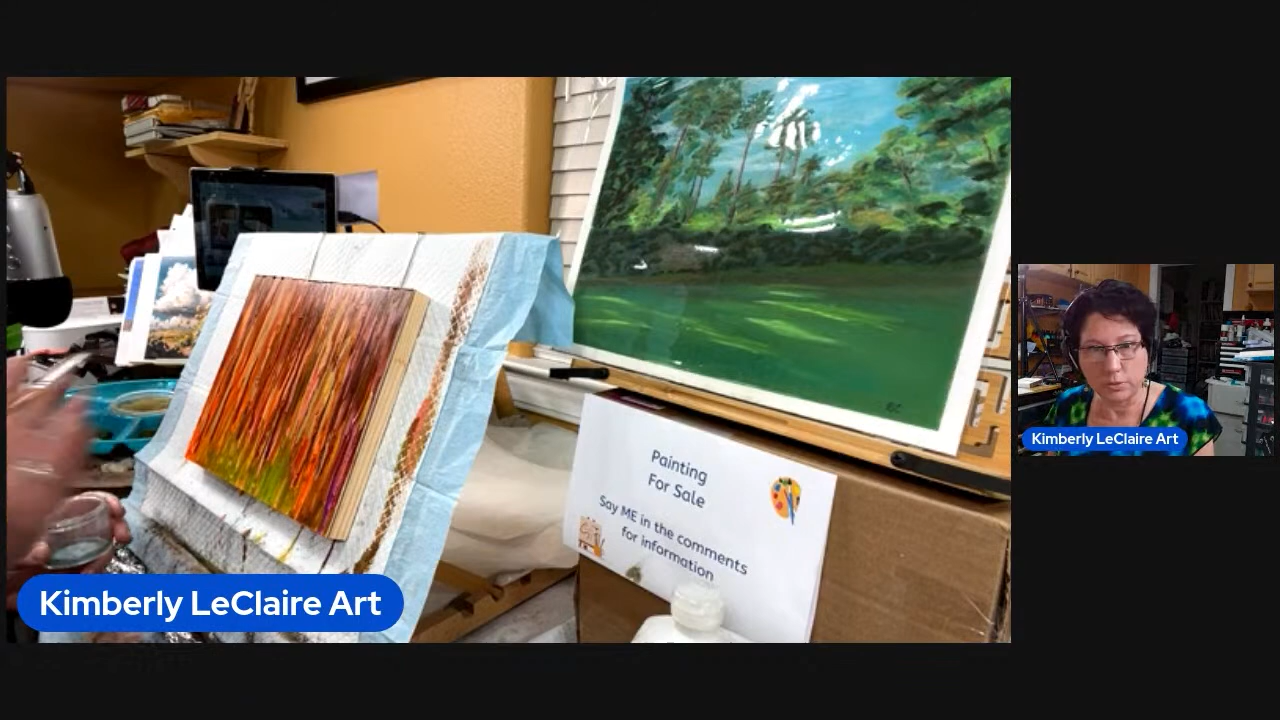 Painting
For Sale
Say ME in the comments
for information
Kimberly LeClaire Art
Kimberly LeClaire Art